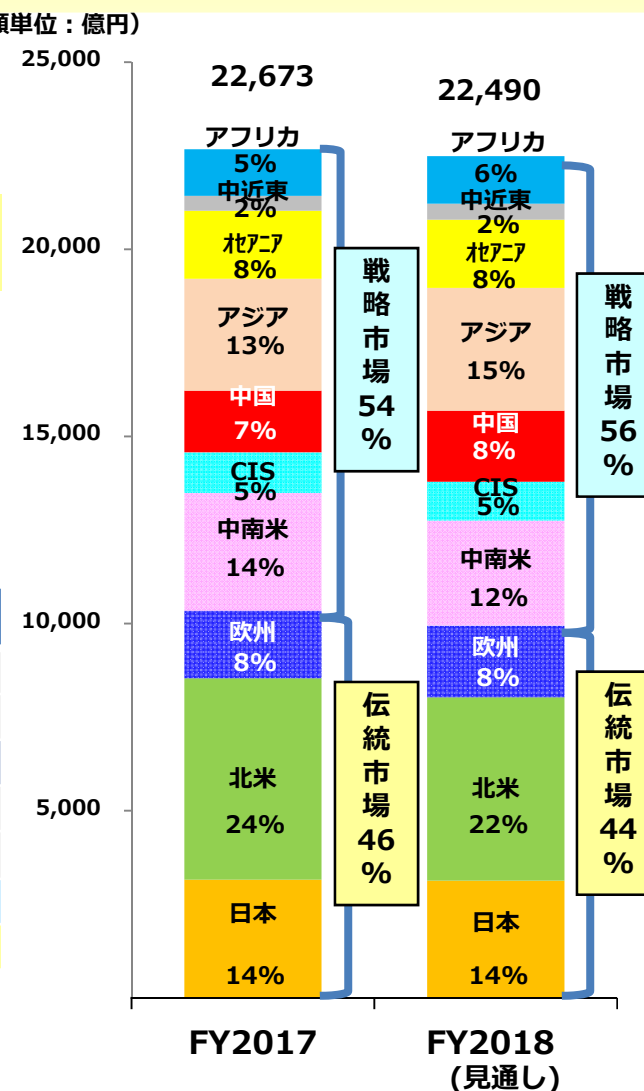 額単位：億円）
25,000
20,000
15,000
10,000
5,000
22,673
アフリカ
5%
中近東
2%
ｵｾｱﾆｱ
8%
アジア
13%
中国
7%
CIS
5%
中南米
14%
欧州
8%
北米
24%
日本
14%
戦
略
市
場
54
%
伝
統
市
場
46
%
FY2017
22,490
アフリカ
6%
中近東
2%
ｵｾｱﾆｱ
8%
アジア
15%
中国
8%
CIS
5%
中南米
12%
欧州
8%
北米
22%
日本
14%
戦
略
市
場
56
%
伝
統
市
場
44
%
FY2018
(見通し)